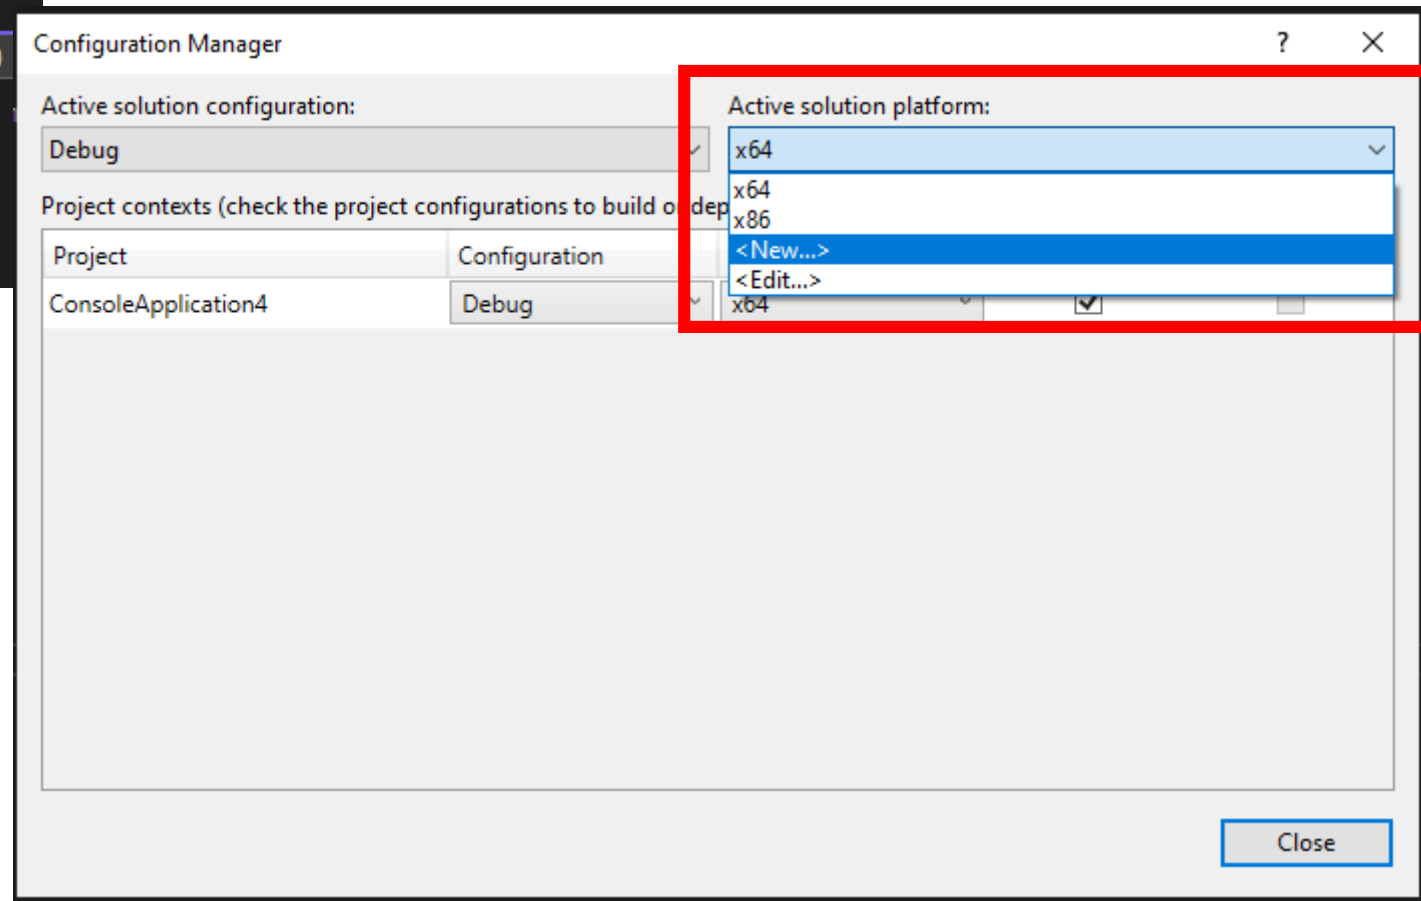 Configuration Manager
?
Active solution configuration:
Active solution platform:
Debug
x64
x64
x86
<New...>
<Edit...>
Project contexts (check the project configurations to build or dep
Project
Configuration
ConsoleApplication4
Debug
x64
Close